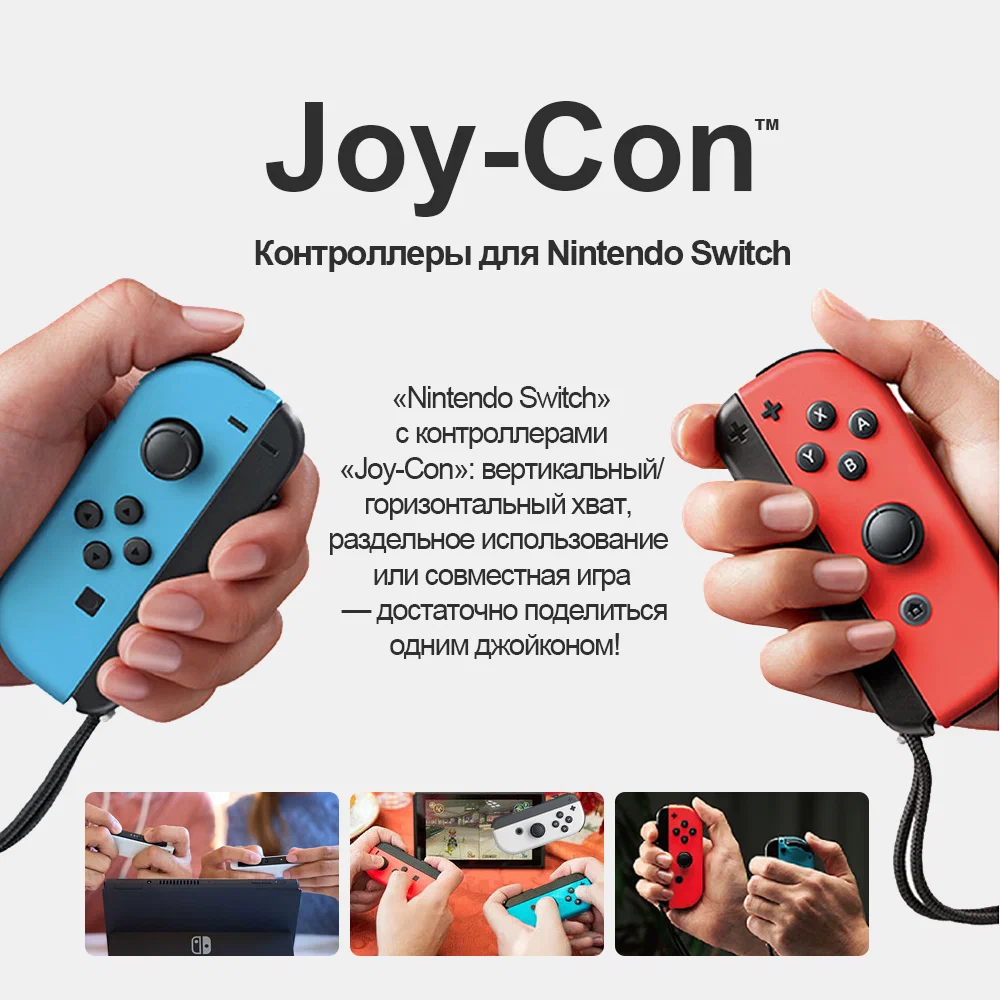 Joy-Con™
Контроллеры для Nintendo Switch
«Nintendo Switch»
с контроллерами
«Joy-Con»: вертикальный/
горизонтальный хват,
раздельное использование
или совместная игра
— достаточно поделиться
одним джойконом!
X
A
Y
B